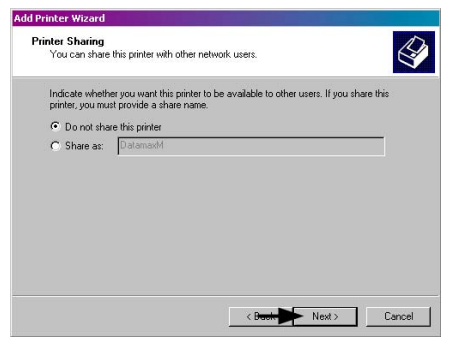 Add Printer Wizard
Printer Sharing
You can share this printer with other network users.
Indicate whether you want this printer to be available to other users. If you share this
printer, you must provide a share name.
Do not share this printer
Share as: DatamaxM
< Back Next > Cancel